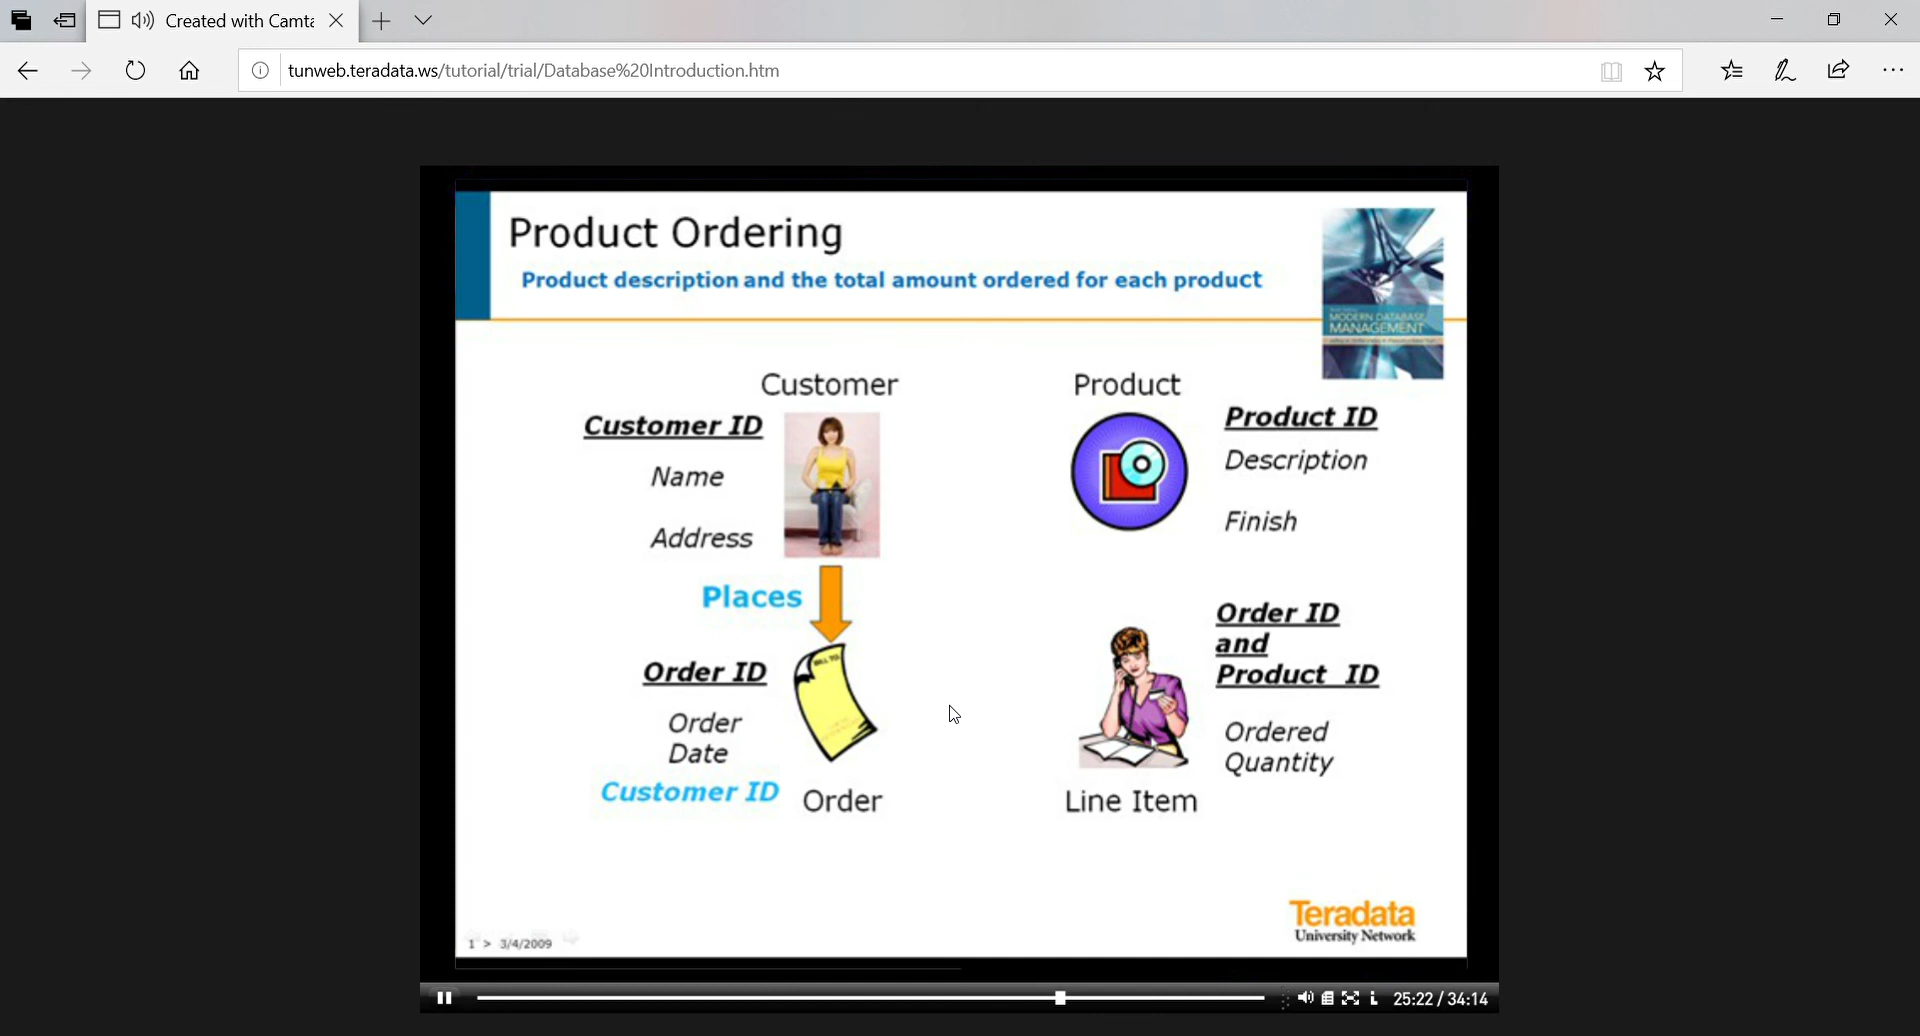 Created with Camta
tunweb.teradata.ws/tutorial/trial/Database%20Introduction.htm
Product Ordering
Product description and the total amount ordered for each product
MODERN DATABASE
MANAGEMENT
Customer
Customer ID
Name
Address
Places
Order ID
Order
Date
Customer ID
Order
BILL TO:
Product
Product ID
Description
Finish
Order ID
and
Product ID
Ordered
Quantity
Line Item
Teradata
University Network
1 > 3/4/2009
25:22 / 34:14